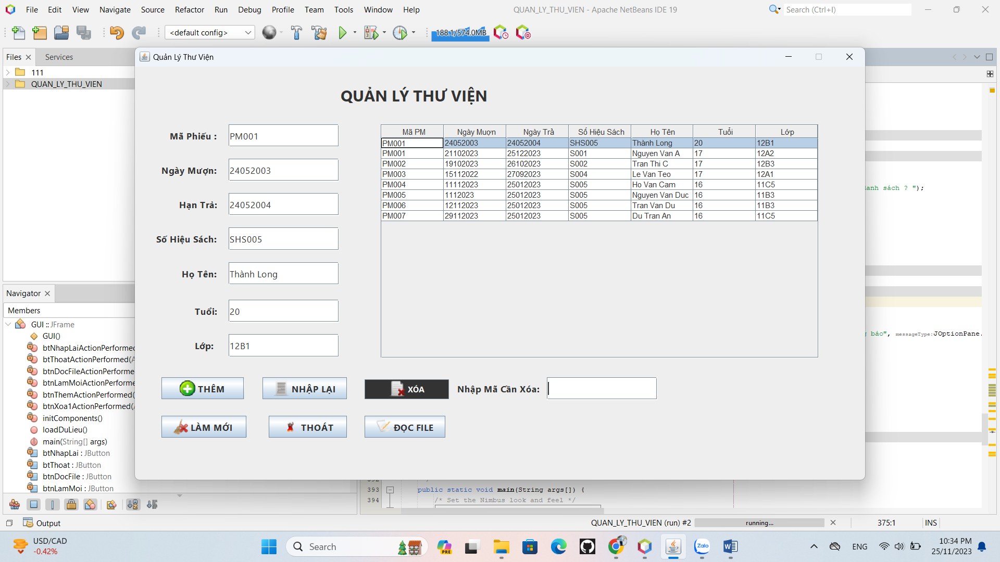 File Edit View Navigate Source Refactor Run Debug Profile Team Tools Window Help
QUAN_LY_THU_VIEN - Apache NetBeans IDE 19
Search (Ctrl+I)
<default config>
188.1/574.0MB
Files
Services
111
QUAN_LY_THU_VIEN
Quản Lý Thư Viện
QUẢN LÝ THƯ VIỆN
Mã Phiếu : PM001
Ngày Mượn: 24052003
Hạn Trả: 24052004
Số Hiệu Sách: SHS005
Họ Tên: Thành Long
Tuổi: 20
Lớp: 12B1
Mã PM Ngày Mượn Ngày Trả Số Hiệu Sách Họ Tên Tuổi Lớp
PM001 24052003 24052004 SHS005 Thành Long 20 12B1
PM001 21102023 25122023 S001 Nguyen Van A 17 12A2
PM002 19102023 26102023 S002 Tran Thi C 17 12B3
PM003 15112022 27092023 S004 Le Van Teo 17 12A1
PM004 11112023 25012023 S005 Ho Van Cam 16 11C5
PM005 1112023 25012023 S005 Nguyen Van Duc 16 11B3
PM006 12112023 25012023 S005 Tran Van Du 16 11B3
PM007 29112023 25012023 S005 Du Tran An 16 11C5
THÊM NHẬP LẠI XÓA Nhập Mã Cần Xóa:
LÀM MỚI THOÁT ĐỌC FILE
sách ? ");
báo", messageType:JOptionPane.
Navigator
Members
GUI :: JFrame
GUI()
btNhapLaiActionPerformed
btThoatActionPerformed(
btnDocFileActionPerforme
btnLamMoiActionPerforme
btnThemActionPerformed(
btnXoa1ActionPerformed(
initComponents()
loadDuLieu()
main(String[] args)
btNhapLai : JButton
btThoat : JButton
btnDocFile : JButton
btnLamMoi : JButton
393 public static void main(String args[]) {
394 /* Set the Nimbus look and feel */
Output
QUAN_LY_THU_VIEN (run) #2
running...
375:1
INS
USD/CAD
-0.42%
Search
PRE
Zalo
ENG
10:34 PM
25/11/2023